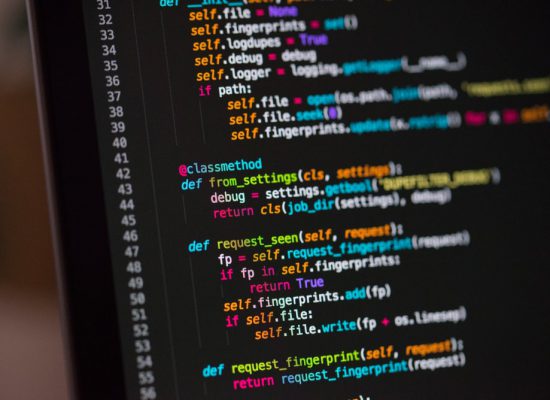 31 def __init__(self,
32 self.file = None
33 self.fingerprints = set()
34 self.logdupes = True
35 self.debug = debug
36 self.logger = logging.getLogger(__name__)
37 if path:
38 self.file = open(os.path.join(path, 'requests.seen'
39 self.file.seek(0)
40 self.fingerprints.update(x.rstrip() for x in self.
41
42 @classmethod
43 def from_settings(cls, settings):
44 debug = settings.getbool('DUPEFILTER_DEBUG')
45 return cls(job_dir(settings), debug)
46
47 def request_seen(self, request):
48 fp = self.request_fingerprint(request)
49 if fp in self.fingerprints:
50 return True
51 self.fingerprints.add(fp)
52 if self.file:
53 self.file.write(fp + os.linesep)
54
55 def request_fingerprint(self, request):
56 return request_fingerprint(request)